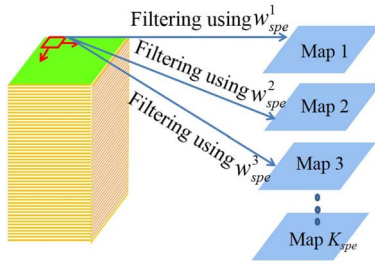 Filtering using w¹spe
Map 1
Filtering using w²spe
Map 2
Filtering using w³spe
Map 3
Map Kspe